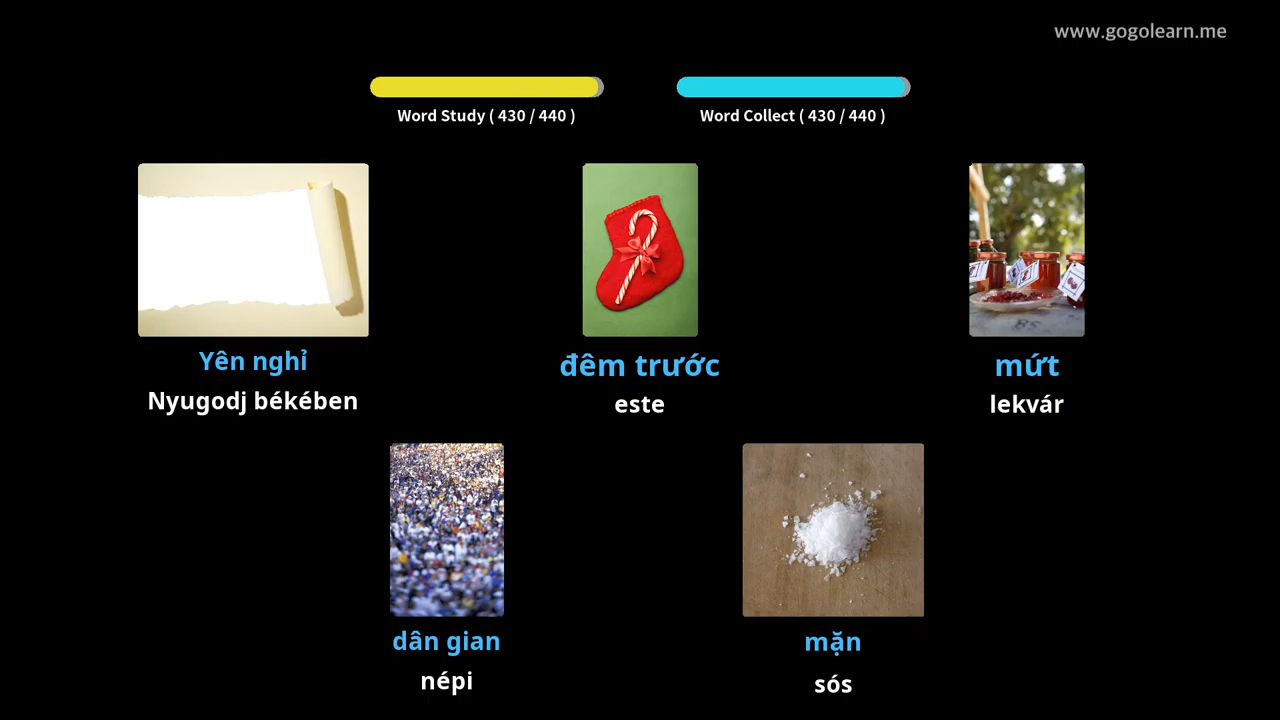 www.gogolearn.me
Word Study ( 430 / 440 )
Word Collect ( 430 / 440 )
Yên nghỉ
Nyugodj békében
đêm trước
este
mứt
lekvár
dân gian
népi
mặn
sós